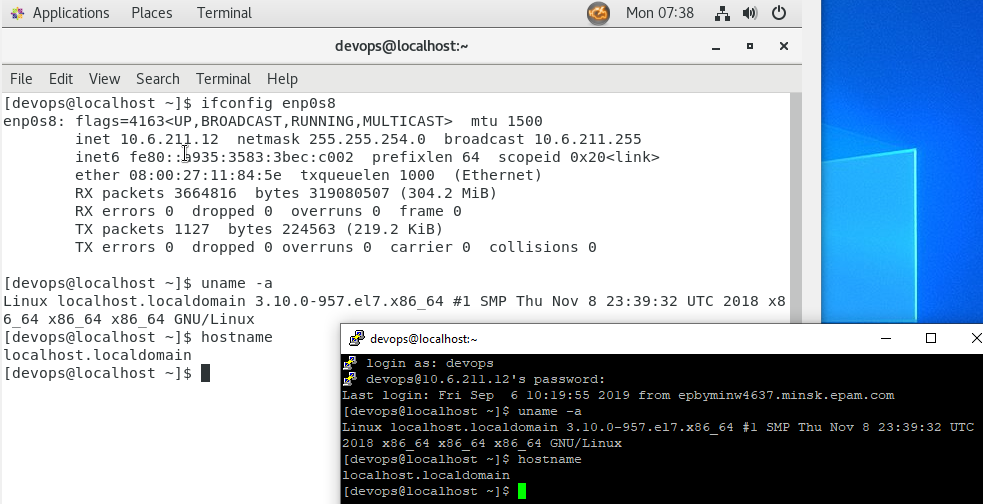 Applications Places Terminal Mon 07:38
devops@localhost:~
File Edit View Search Terminal Help
[devops@localhost ~]$ ifconfig enp0s8
enp0s8: flags=4163<UP,BROADCAST,RUNNING,MULTICAST>  mtu 1500
        inet 10.6.211.12  netmask 255.255.254.0  broadcast 10.6.211.255
        inet6 fe80::a935:3583:3bec:c002  prefixlen 64  scopeid 0x20<link>
        ether 08:00:27:11:84:5e  txqueuelen 1000  (Ethernet)
        RX packets 3664816  bytes 319080507 (304.2 MiB)
        RX errors 0  dropped 0  overruns 0  frame 0
        TX packets 1127  bytes 224563 (219.2 KiB)
        TX errors 0  dropped 0 overruns 0  carrier 0  collisions 0
[devops@localhost ~]$ uname -a
Linux localhost.localdomain 3.10.0-957.el7.x86_64 #1 SMP Thu Nov 8 23:39:32 UTC 2018 x8
6_64 x86_64 x86_64 GNU/Linux
[devops@localhost ~]$ hostname
localhost.localdomain
[devops@localhost ~]$
devops@localhost:~
login as: devops
devops@10.6.211.12's password:
Last login: Fri Sep  6 10:19:55 2019 from epbyminw4637.minsk.epam.com
[devops@localhost ~]$ uname -a
Linux localhost.localdomain 3.10.0-957.el7.x86_64 #1 SMP Thu Nov 8 23:39:32 UTC
2018 x86_64 x86_64 x86_64 GNU/Linux
[devops@localhost ~]$ hostname
localhost.localdomain
[devops@localhost ~]$